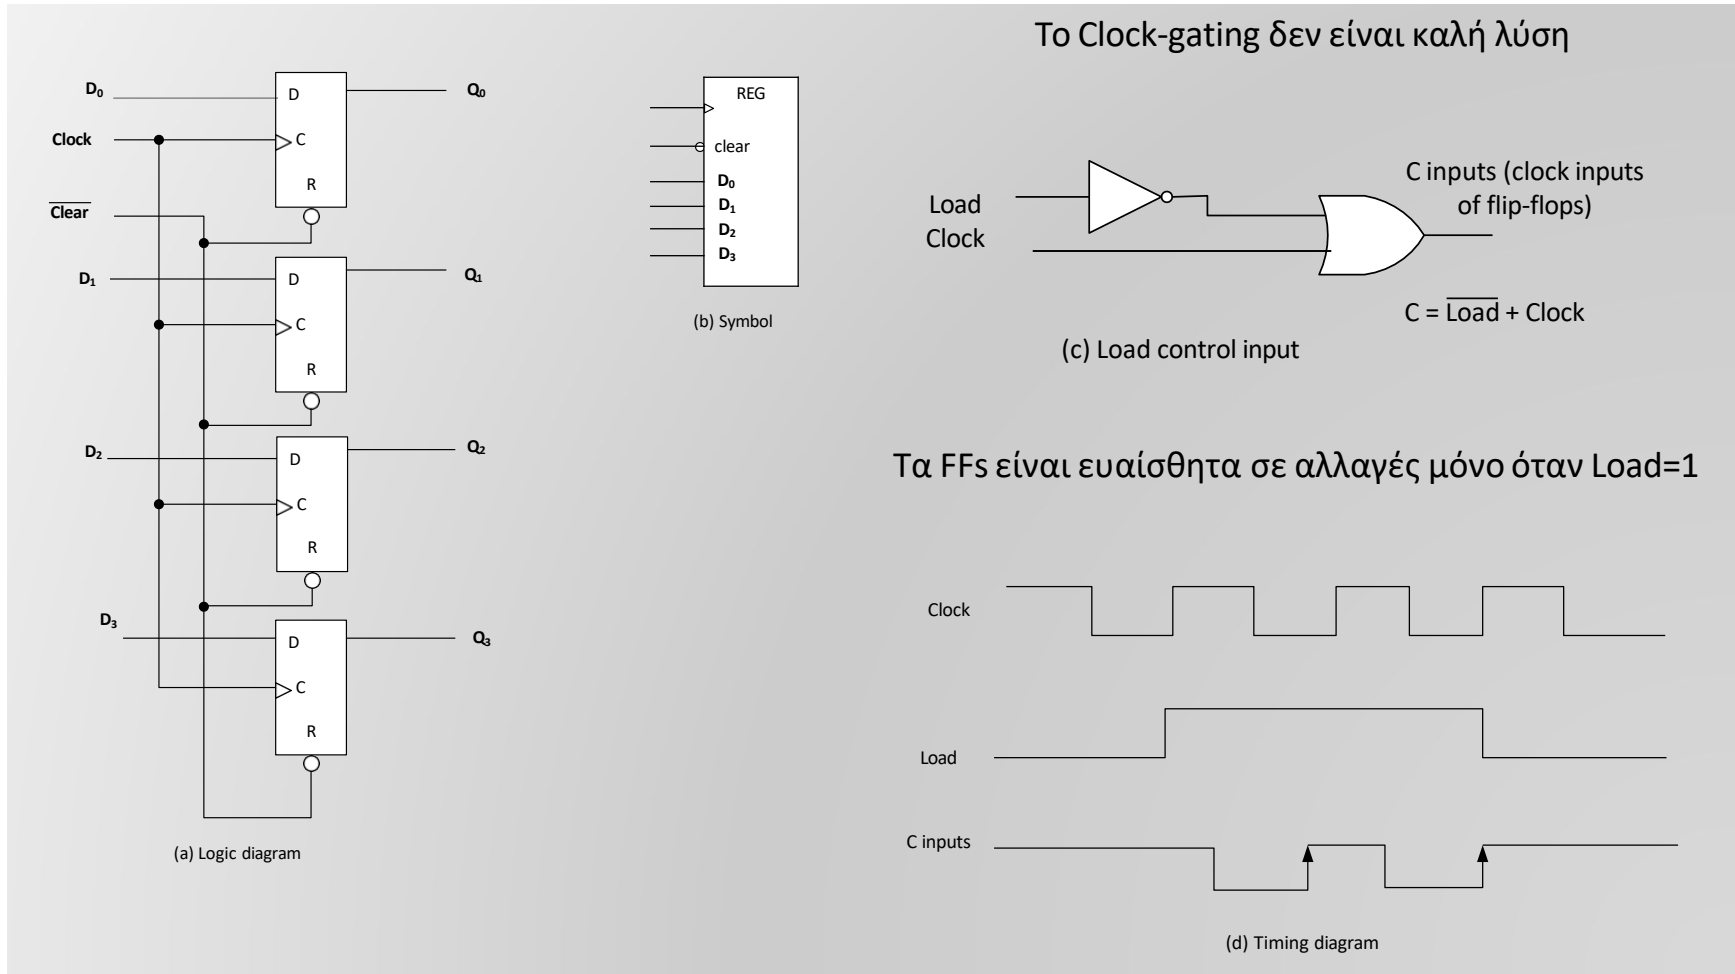 Το Clock-gating δεν είναι καλή λύση
D₀
Clock
C̅l̅e̅a̅r̅
D
C
R
Q₀
D₁
D
C
R
Q₁
D₂
D
C
R
Q₂
D₃
D
C
R
Q₃
(a) Logic diagram
REG
clear
D₀
D₁
D₂
D₃
(b) Symbol
Load
Clock
C inputs (clock inputs
of flip-flops)
C = L̅o̅a̅d̅ + Clock
(c) Load control input
Τα FFs είναι ευαίσθητα σε αλλαγές μόνο όταν Load=1
Clock
Load
C inputs
(d) Timing diagram